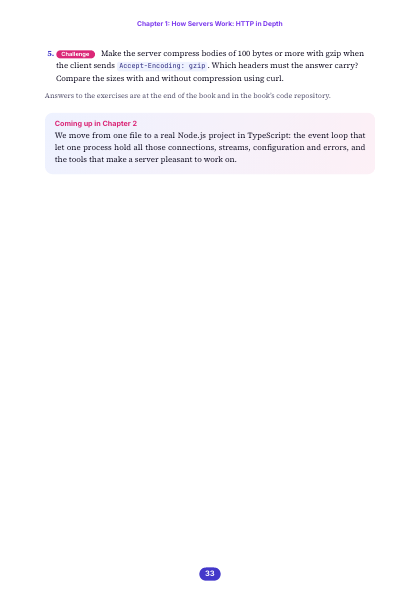 Chapter 1: How Servers Work: HTTP in Depth
5. Challenge Make the server compress bodies of 100 bytes or more with gzip when
the client sends Accept-Encoding: gzip. Which headers must the answer carry?
Compare the sizes with and without compression using curl.
Answers to the exercises are at the end of the book and in the book's code repository.
Coming up in Chapter 2
We move from one file to a real Node.js project in TypeScript: the event loop that
let one process hold all those connections, streams, configuration and errors, and
the tools that make a server pleasant to work on.
33